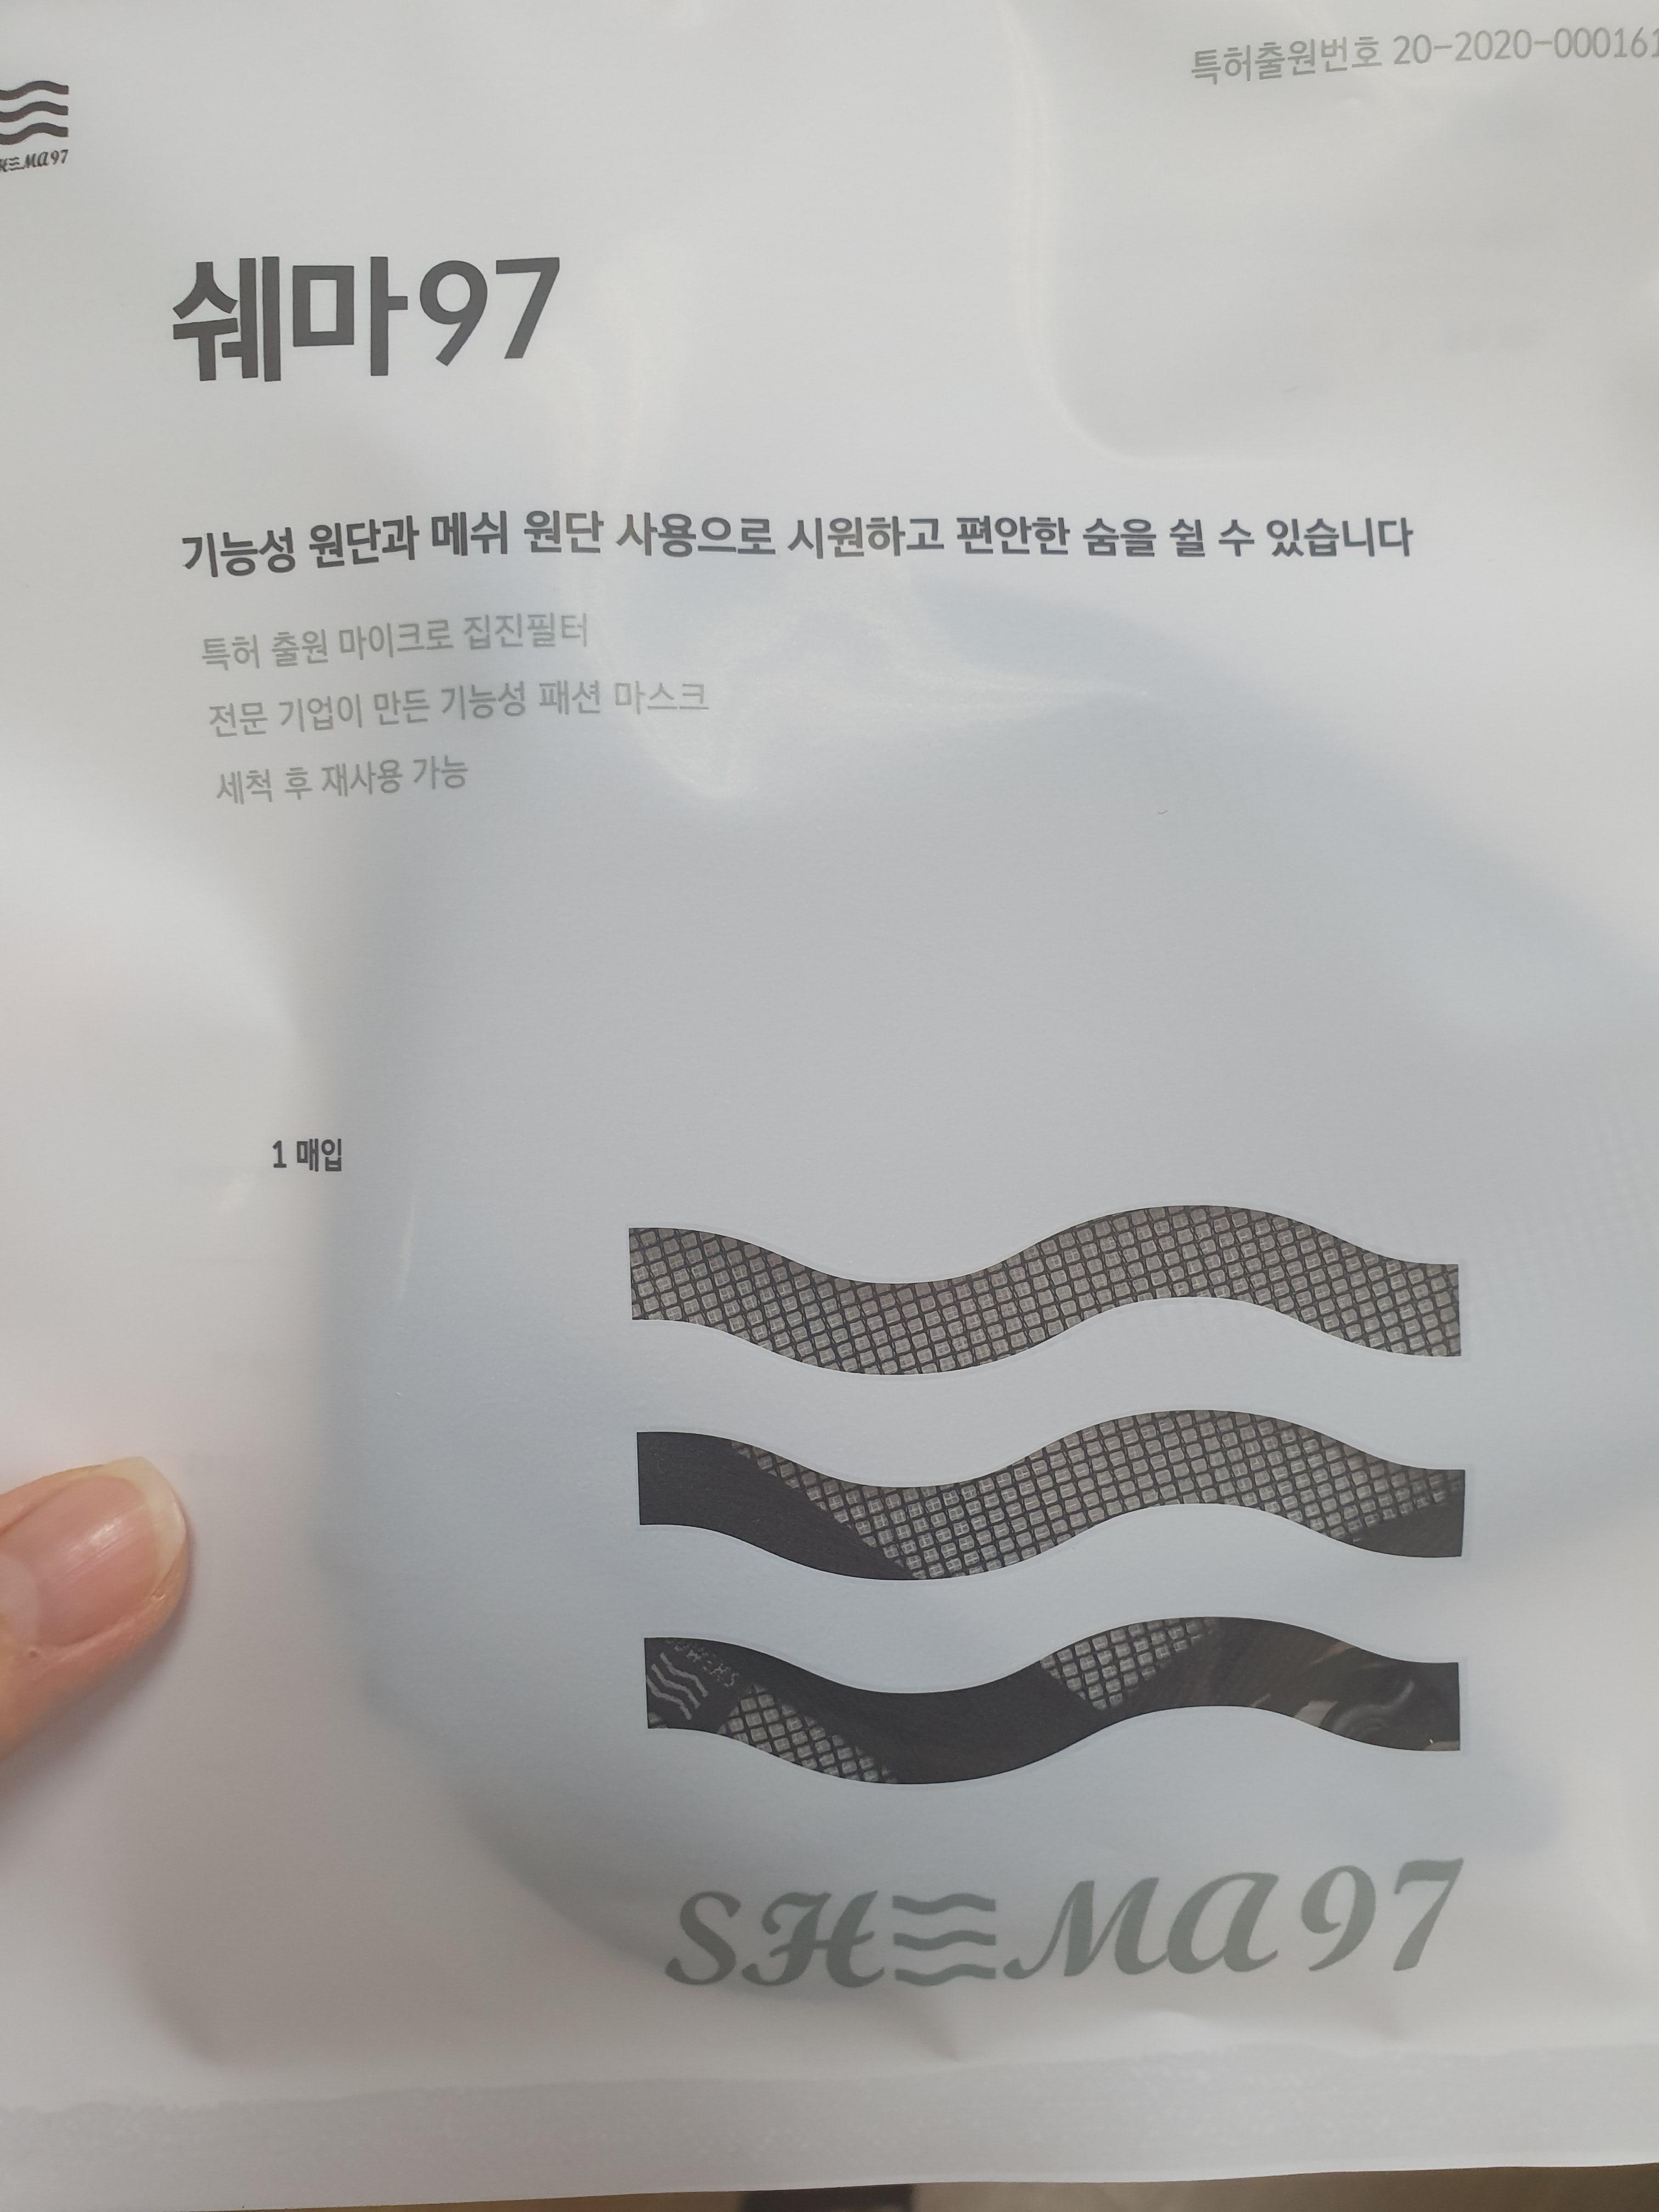 특허출원번호 20-2020-000161
MA97
쉐마97
기능성 원단과 메쉬 원단 사용으로 시원하고 편안한 숨을 쉴 수 있습니다
특허 출원 마이크로 집진필터
전문 기업이 만든 기능성 패션 마스크
세척 후 재사용 가능
1 매입
SHEMA97